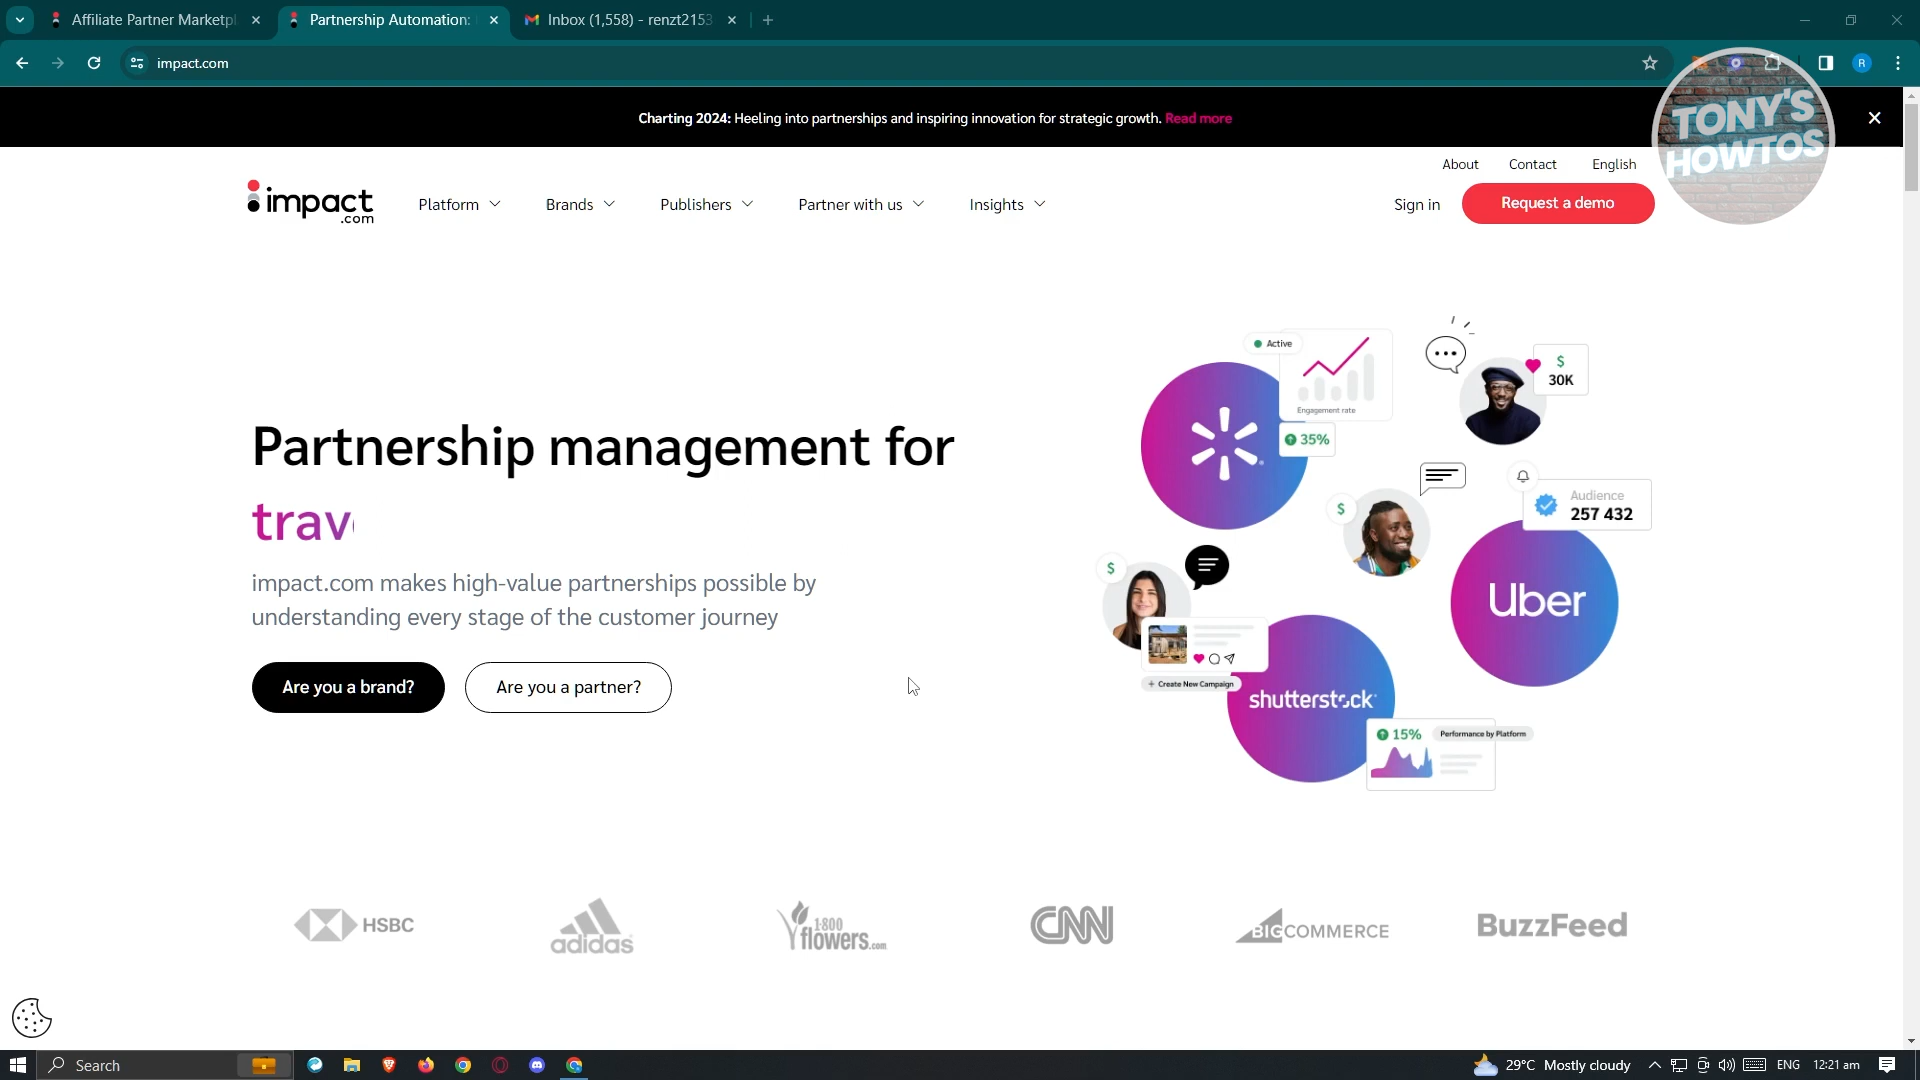 Affiliate Partner Marketpl
Partnership Automation:
Inbox (1,558) - renzt2153
impact.com
R
Charting 2024: Heeling into partnerships and inspiring innovation for strategic growth. Read more
TONY'S
HOWTOS
About
Contact
English
impact
.com
Platform
Brands
Publishers
Partner with us
Insights
Sign in
Request a demo
Active
Engagement rate
35%
$
30K
Partnership management for
trav
impact.com makes high-value partnerships possible by
understanding every stage of the customer journey
Are you a brand?
Are you a partner?
$
Audience
257 432
$
Uber
+ Create New Campaign
shutterstock
15%
Performance by Platform
HSBC
adidas
1·800
flowers.com
CNN
BIGCOMMERCE
BuzzFeed
Search
29°C Mostly cloudy
ENG
12:21 am